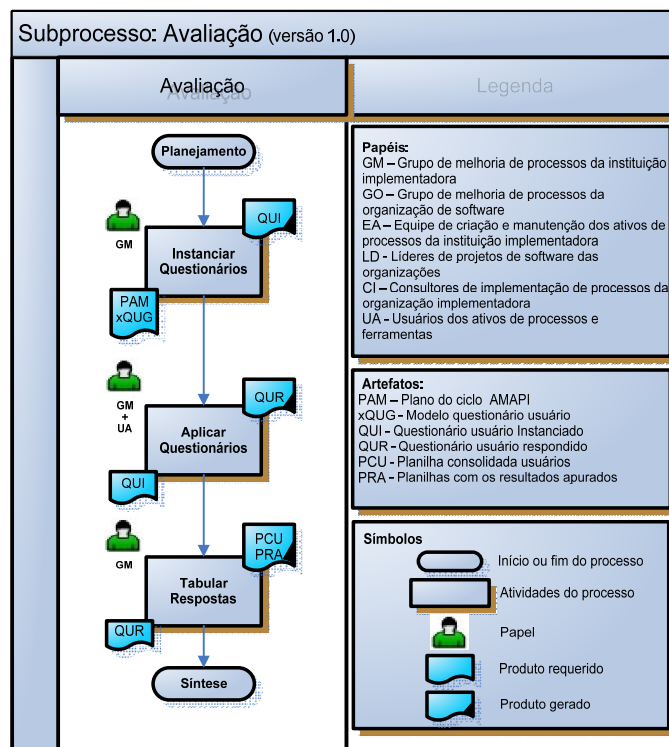 Subprocesso: Avaliação (versão 1.0)
Avaliação
Legenda
Planejamento
GM
QUI
Instanciar
Questionários
PAM
xQUG
GM
+
UA
QUR
Aplicar
Questionários
QUI
GM
PCU
PRA
Tabular
Respostas
QUR
Síntese
Papéis:
GM – Grupo de melhoria de processos da instituição
implementadora
GO – Grupo de melhoria de processos da
organização de software
EA – Equipe de criação e manutenção dos ativos de
processos da instituição implementadora
LD - Líderes de projetos de software das
organizações
CI – Consultores de implementação de processos da
organização implementadora
UA - Usuários dos ativos de processos e
ferramentas
Artefatos:
PAM – Plano do ciclo AMAPI
xQUG - Modelo questionário usuário
QUI – Questionário usuário Instanciado
QUR – Questionário usuário respondido
PCU – Planilha consolidada usuários
PRA – Planilhas com os resultados apurados
Símbolos
Início ou fim do processo
Atividades do processo
Papel
Produto requerido
Produto gerado